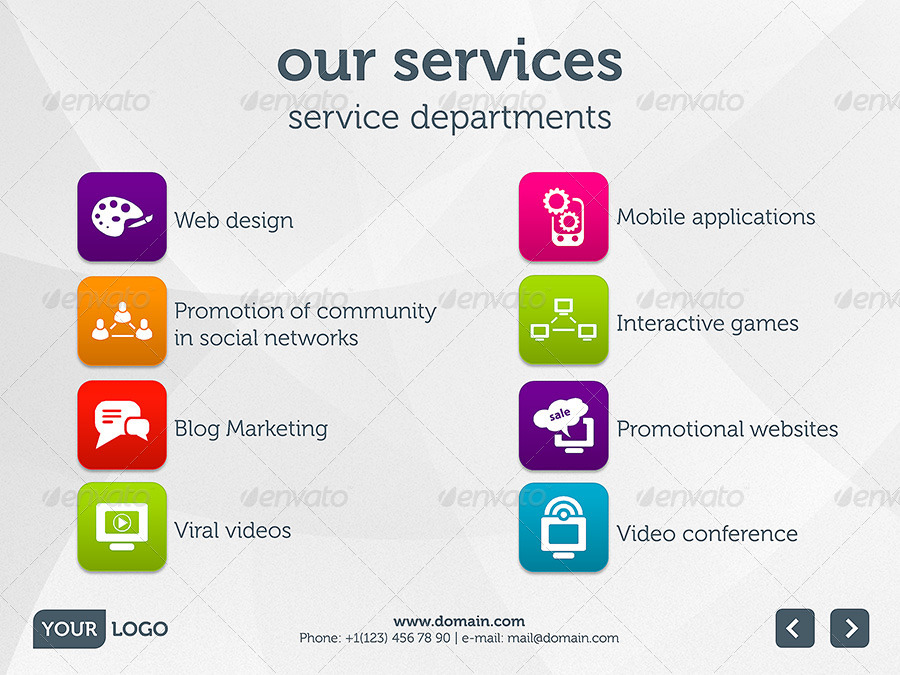 our services
service departments
Web design
Promotion of community
in social networks
Blog Marketing
Viral videos
Mobile applications
Interactive games
sale
Promotional websites
Video conference
YOUR LOGO
www.domain.com
Phone: +1(123) 456 78 90 | e-mail: mail@domain.com
envato